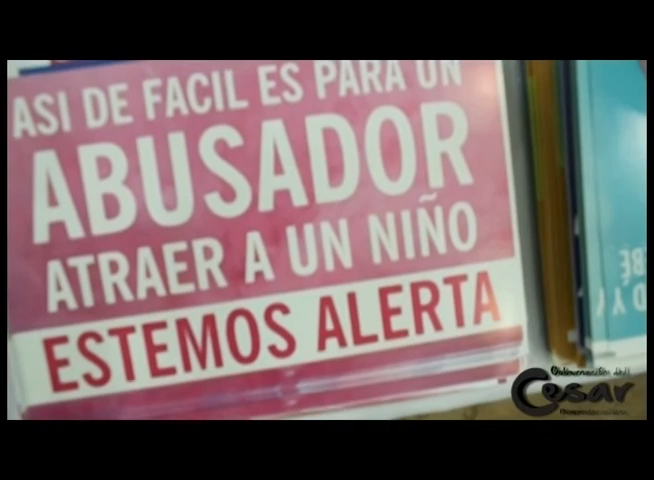 ASI DE FACIL ES PARA UN
ABUSADOR
ATRAER A UN NIÑO
ESTEMOS ALERTA
Cesar